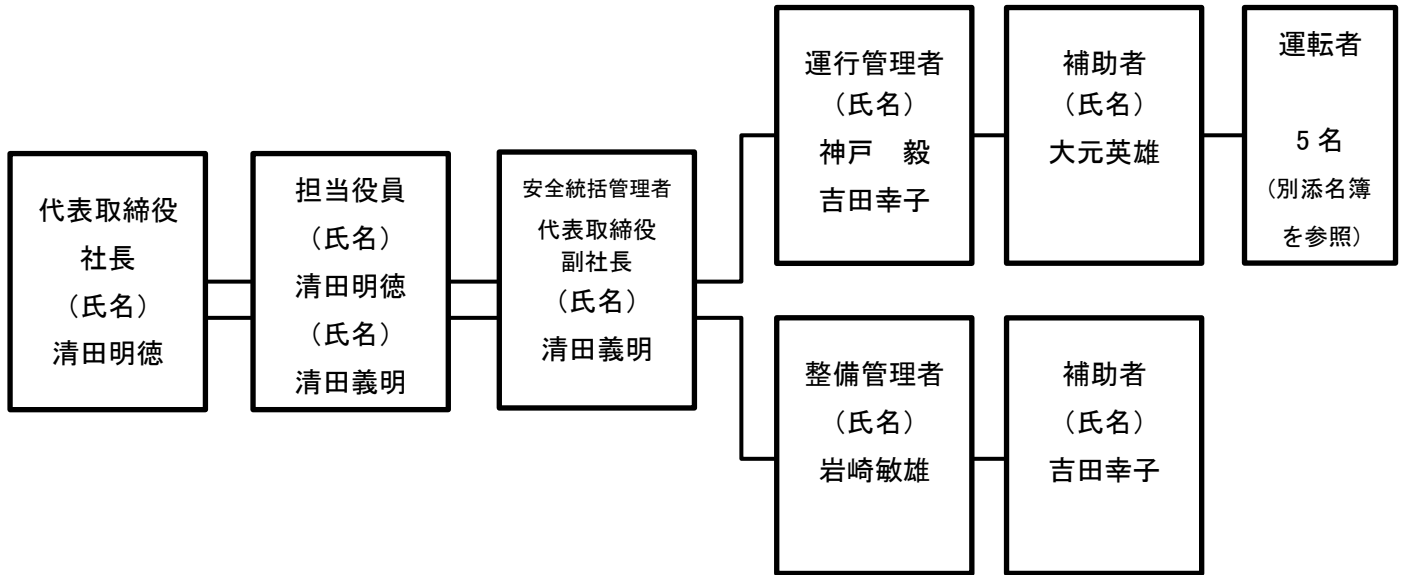 代表取締役
社長
（氏名）
清田明徳
担当役員
（氏名）
清田明徳
（氏名）
清田義明
安全統括管理者
代表取締役
副社長
（氏名）
清田義明
運行管理者
（氏名）
神戸　毅
吉田幸子
補助者
（氏名）
大元英雄
運転者
5 名
（別添名簿
を参照）
整備管理者
（氏名）
岩崎敏雄
補助者
（氏名）
吉田幸子